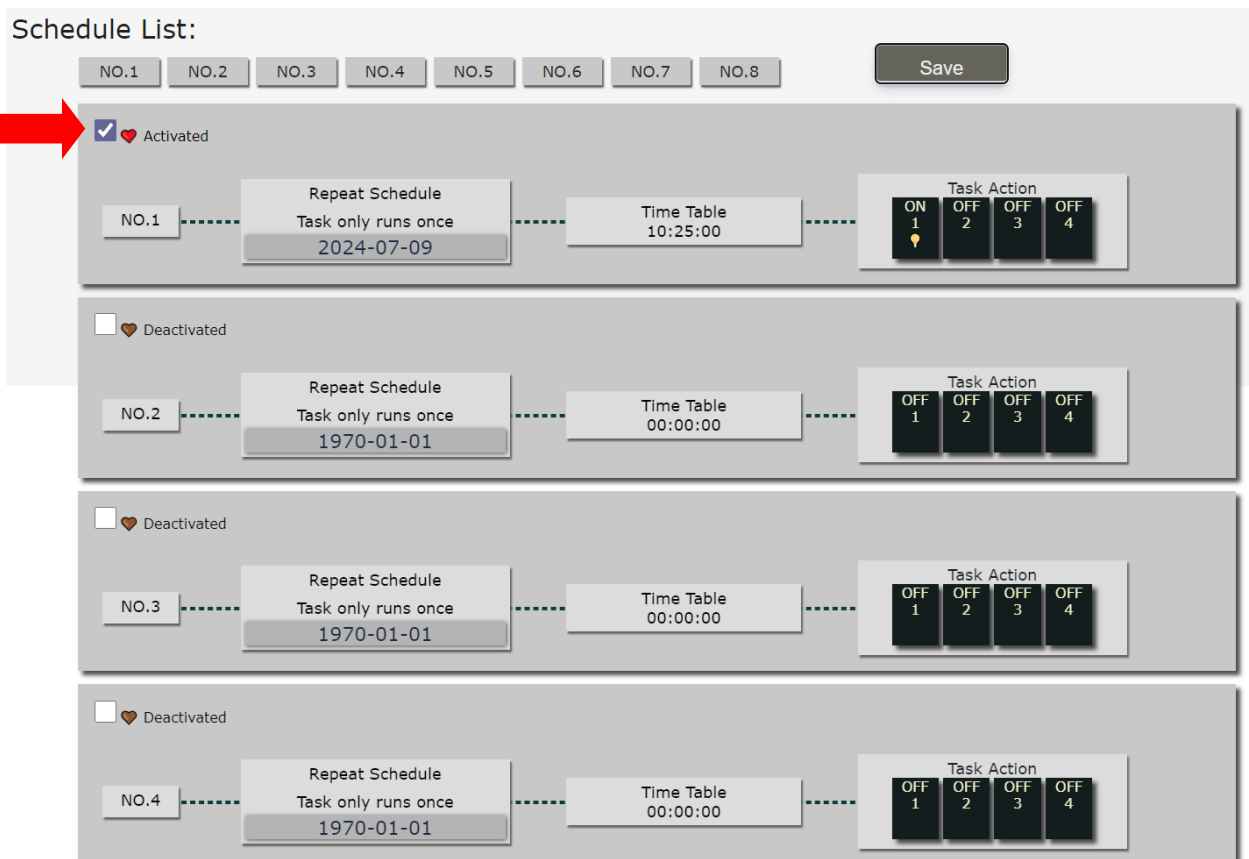 Schedule List:
NO.1 NO.2 NO.3 NO.4 NO.5 NO.6 NO.7 NO.8 Save
Activated
NO.1
Repeat Schedule
Task only runs once
2024-07-09
Time Table
10:25:00
Task Action
ON OFF OFF OFF
1 2 3 4
Deactivated
NO.2
Repeat Schedule
Task only runs once
1970-01-01
Time Table
00:00:00
Task Action
OFF OFF OFF OFF
1 2 3 4
Deactivated
NO.3
Repeat Schedule
Task only runs once
1970-01-01
Time Table
00:00:00
Task Action
OFF OFF OFF OFF
1 2 3 4
Deactivated
NO.4
Repeat Schedule
Task only runs once
1970-01-01
Time Table
00:00:00
Task Action
OFF OFF OFF OFF
1 2 3 4